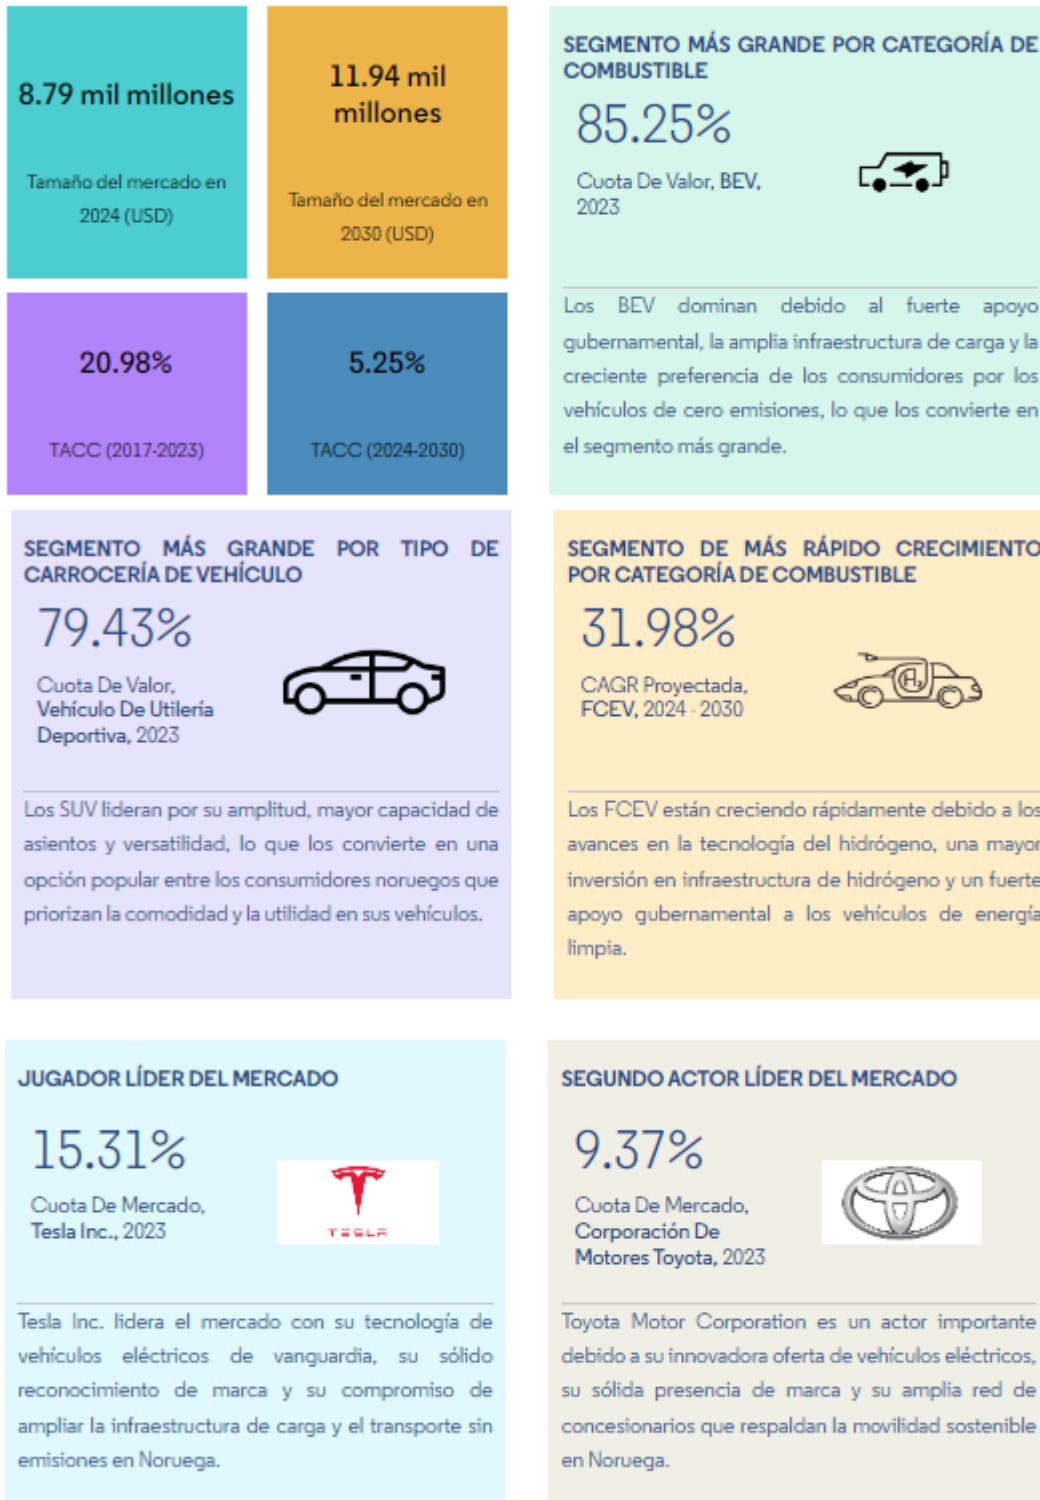 8.79 mil millones
Tamaño del mercado en
2024 (USD)
11.94 mil
millones
Tamaño del mercado en
2030 (USD)
20.98%
TACC (2017-2023)
5.25%
TACC (2024-2030)
SEGMENTO MÁS GRANDE POR CATEGORÍA DE
COMBUSTIBLE
85.25%
Cuota De Valor, BEV,
2023
Los BEV dominan debido al fuerte apoyo
gubernamental, la amplia infraestructura de carga y la
creciente preferencia de los consumidores por los
vehículos de cero emisiones, lo que los convierte en
el segmento más grande.
SEGMENTO MÁS GRANDE POR TIPO DE
CARROCERÍA DE VEHÍCULO
79.43%
Cuota De Valor,
Vehículo De Utilería
Deportiva, 2023
Los SUV lideran por su amplitud, mayor capacidad de
asientos y versatilidad, lo que los convierte en una
opción popular entre los consumidores noruegos que
priorizan la comodidad y la utilidad en sus vehículos.
SEGMENTO DE MÁS RÁPIDO CRECIMIENTO
POR CATEGORÍA DE COMBUSTIBLE
31.98%
CAGR Proyectada,
FCEV, 2024 - 2030
H2
Los FCEV están creciendo rápidamente debido a los
avances en la tecnología del hidrógeno, una mayor
inversión en infraestructura de hidrógeno y un fuerte
apoyo gubernamental a los vehículos de energía
limpia.
JUGADOR LÍDER DEL MERCADO
15.31%
Cuota De Mercado,
Tesla Inc., 2023
TESLA
Tesla Inc. lidera el mercado con su tecnología de
vehículos eléctricos de vanguardia, su sólido
reconocimiento de marca y su compromiso de
ampliar la infraestructura de carga y el transporte sin
emisiones en Noruega.
SEGUNDO ACTOR LÍDER DEL MERCADO
9.37%
Cuota De Mercado,
Corporación De
Motores Toyota, 2023
Toyota Motor Corporation es un actor importante
debido a su innovadora oferta de vehículos eléctricos,
su sólida presencia de marca y su amplia red de
concesionarios que respaldan la movilidad sostenible
en Noruega.